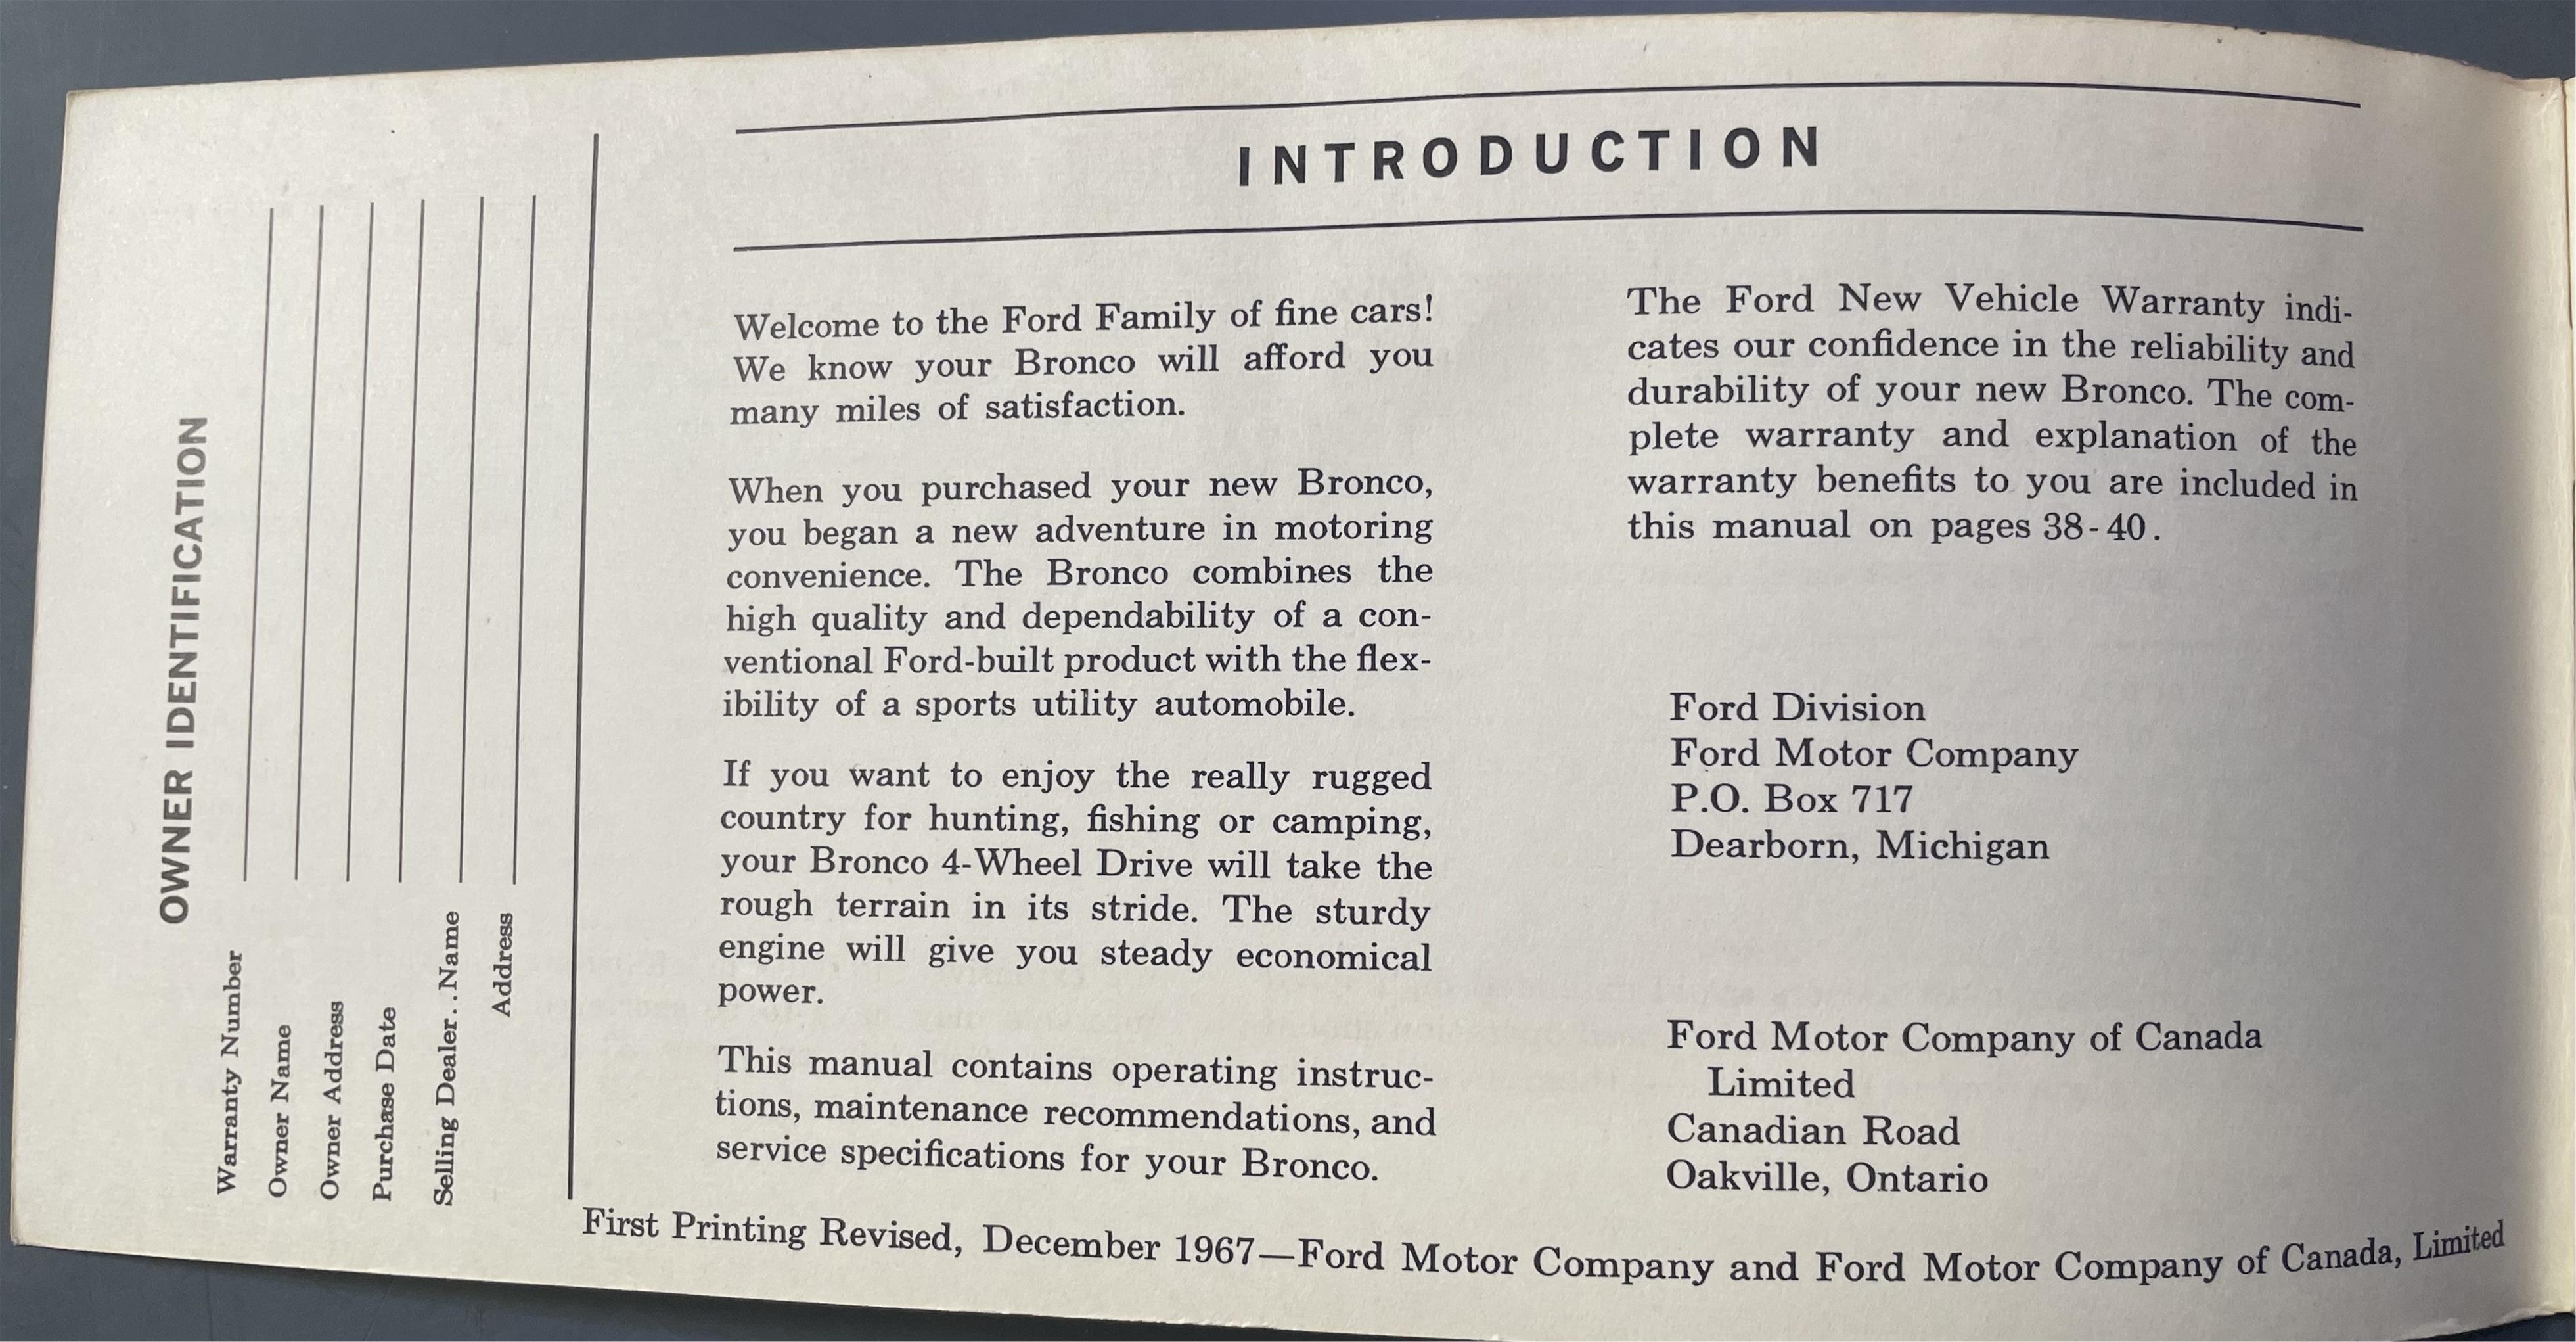 OWNER IDENTIFICATION
Warranty Number
Owner Name
Owner Address
Purchase Date
Selling Dealer..Name
Address
INTRODUCTION
Welcome to the Ford Family of fine cars!
We know your Bronco will afford you
many miles of satisfaction.
When you purchased your new Bronco,
you began a new adventure in motoring
convenience. The Bronco combines the
high quality and dependability of a con-
ventional Ford-built product with the flex-
ibility of a sports utility automobile.
If you want to enjoy the really rugged
country for hunting, fishing or camping,
your Bronco 4-Wheel Drive will take the
rough terrain in its stride. The sturdy
engine will give you steady economical
power.
This manual contains operating instruc-
tions, maintenance recommendations, and
service specifications for your Bronco.
The Ford New Vehicle Warranty indi-
cates our confidence in the reliability and
durability of your new Bronco. The com-
plete warranty and explanation of the
warranty benefits to you are included in
this manual on pages 38-40.
Ford Division
Ford Motor Company
P.O. Box 717
Dearborn, Michigan
Ford Motor Company of Canada
Limited
Canadian Road
Oakville, Ontario
First Printing Revised, December 1967—Ford Motor Company and Ford Motor Company of Canada, Limited